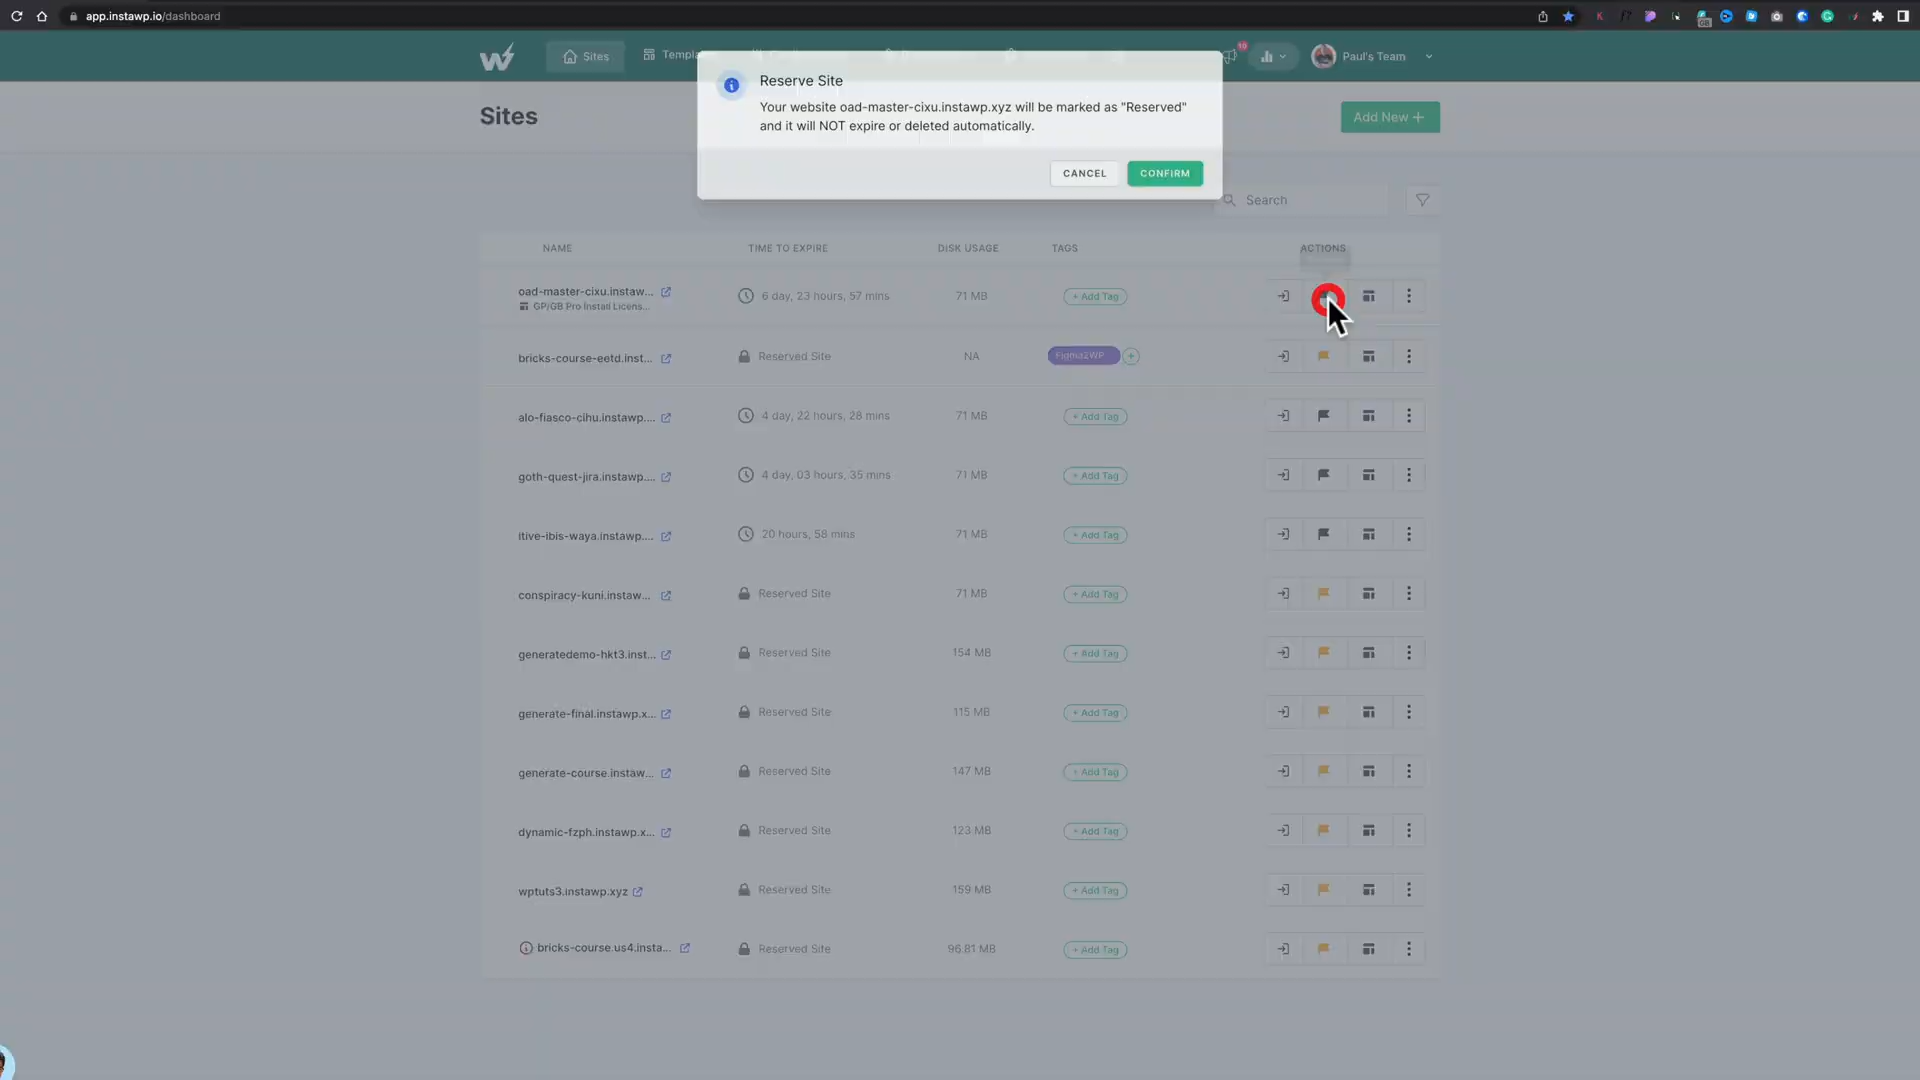 app.instawp.io/dashboard
Sites
10
Paul's Team
Sites
Add New +
Reserve Site
Your website oad-master-cixu.instawp.xyz will be marked as "Reserved"
and it will NOT expire or deleted automatically.
CANCEL
CONFIRM
Search
NAME
TIME TO EXPIRE
DISK USAGE
TAGS
ACTIONS
oad-master-cixu.instaw...
GP/GB Pro Install Licens...
6 day, 23 hours, 57 mins
71 MB
+ Add Tag
bricks-course-eetd.inst...
Reserved Site
NA
Figma2WP
+
alo-fiasco-cihu.instawp....
4 day, 22 hours, 28 mins
71 MB
+ Add Tag
goth-quest-jira.instawp....
4 day, 03 hours, 35 mins
71 MB
+ Add Tag
itive-ibis-waya.instawp....
20 hours, 58 mins
71 MB
+ Add Tag
conspiracy-kuni.instaw...
Reserved Site
71 MB
+ Add Tag
generatedemo-hkt3.inst...
Reserved Site
154 MB
+ Add Tag
generate-final.instawp.x...
Reserved Site
115 MB
+ Add Tag
generate-course.instaw...
Reserved Site
147 MB
+ Add Tag
dynamic-fzph.instawp.x...
Reserved Site
123 MB
+ Add Tag
wptuts3.instawp.xyz
Reserved Site
159 MB
+ Add Tag
bricks-course.us4.insta...
Reserved Site
96.81 MB
+ Add Tag